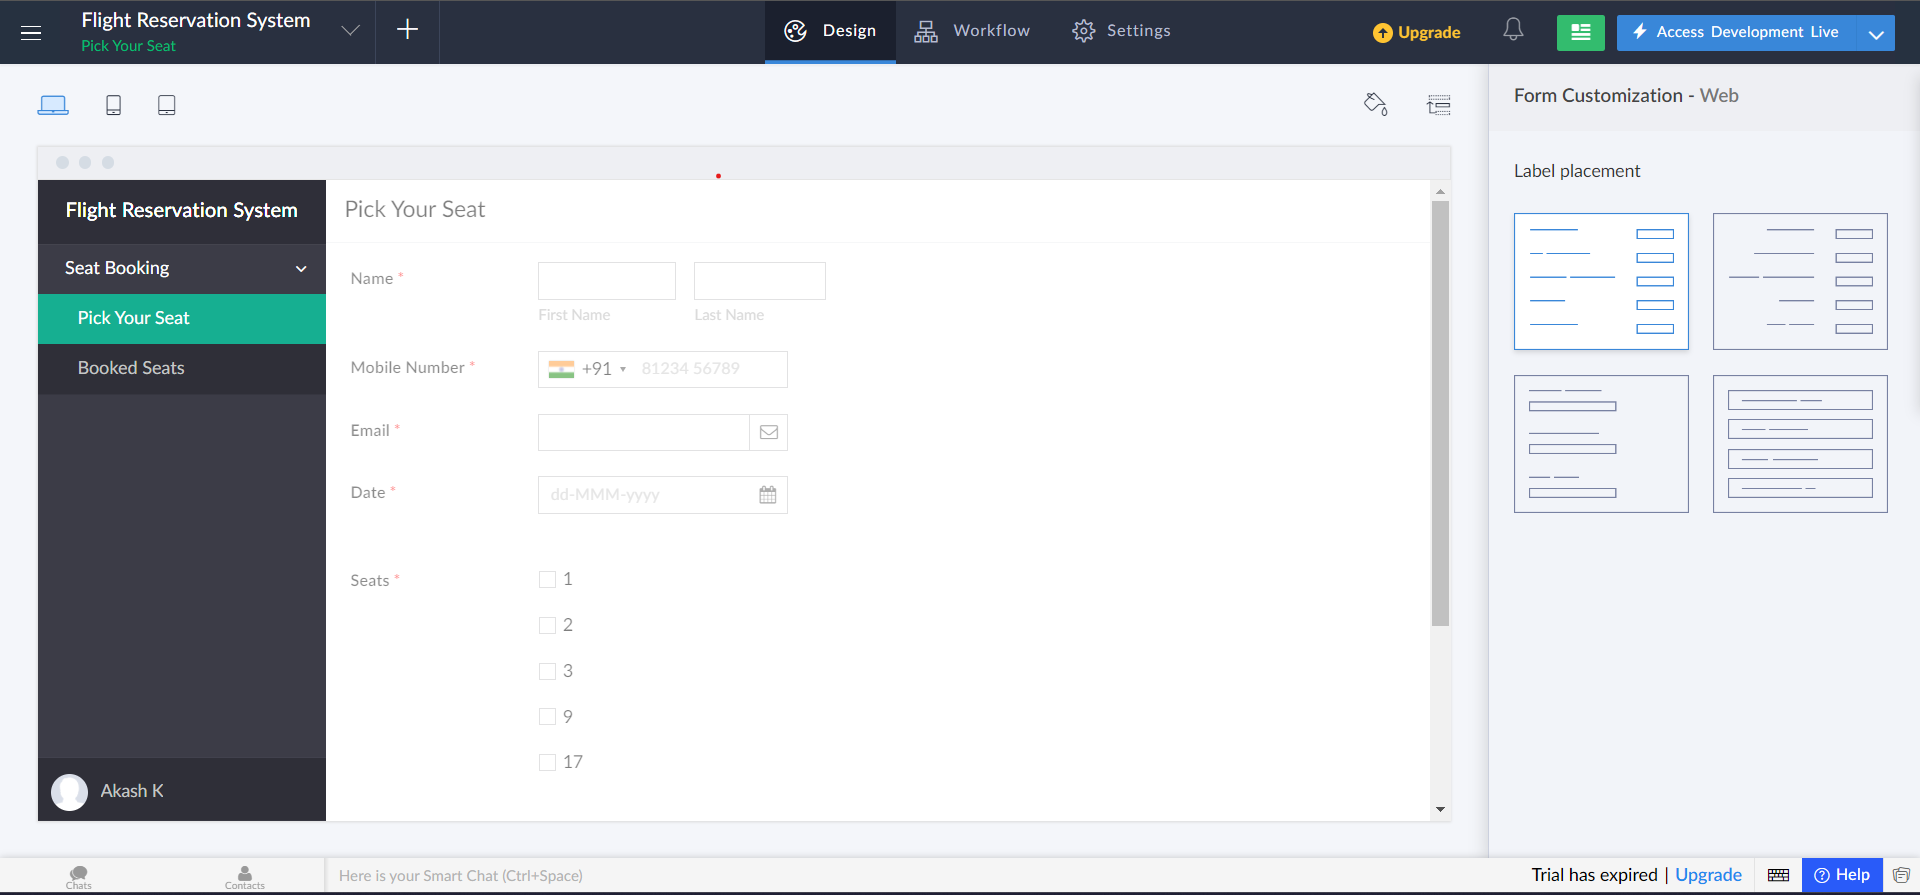 Flight Reservation System
Pick Your Seat
Design
Workflow
Settings
Upgrade
Access Development Live
Form Customization - Web
Label placement
Flight Reservation System
Seat Booking
Pick Your Seat
Booked Seats
Akash K
Pick Your Seat
Name *
First Name
Last Name
Mobile Number *
+91
81234 56789
Email *
Date *
dd-MMM-yyyy
Seats *
1
2
3
9
17
Chats
Contacts
Here is your Smart Chat (Ctrl+Space)
Trial has expired | Upgrade
Help